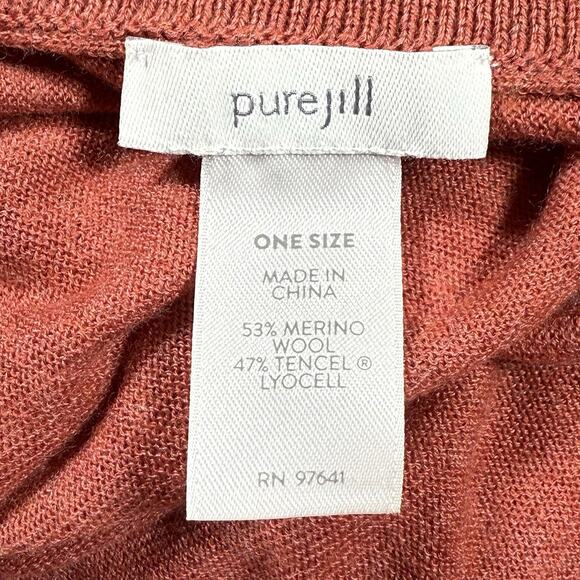 purejill
ONE SIZE
MADE IN
CHINA
53% MERINO
WOOL
47% TENCEL ®
LYOCELL
RN 97641